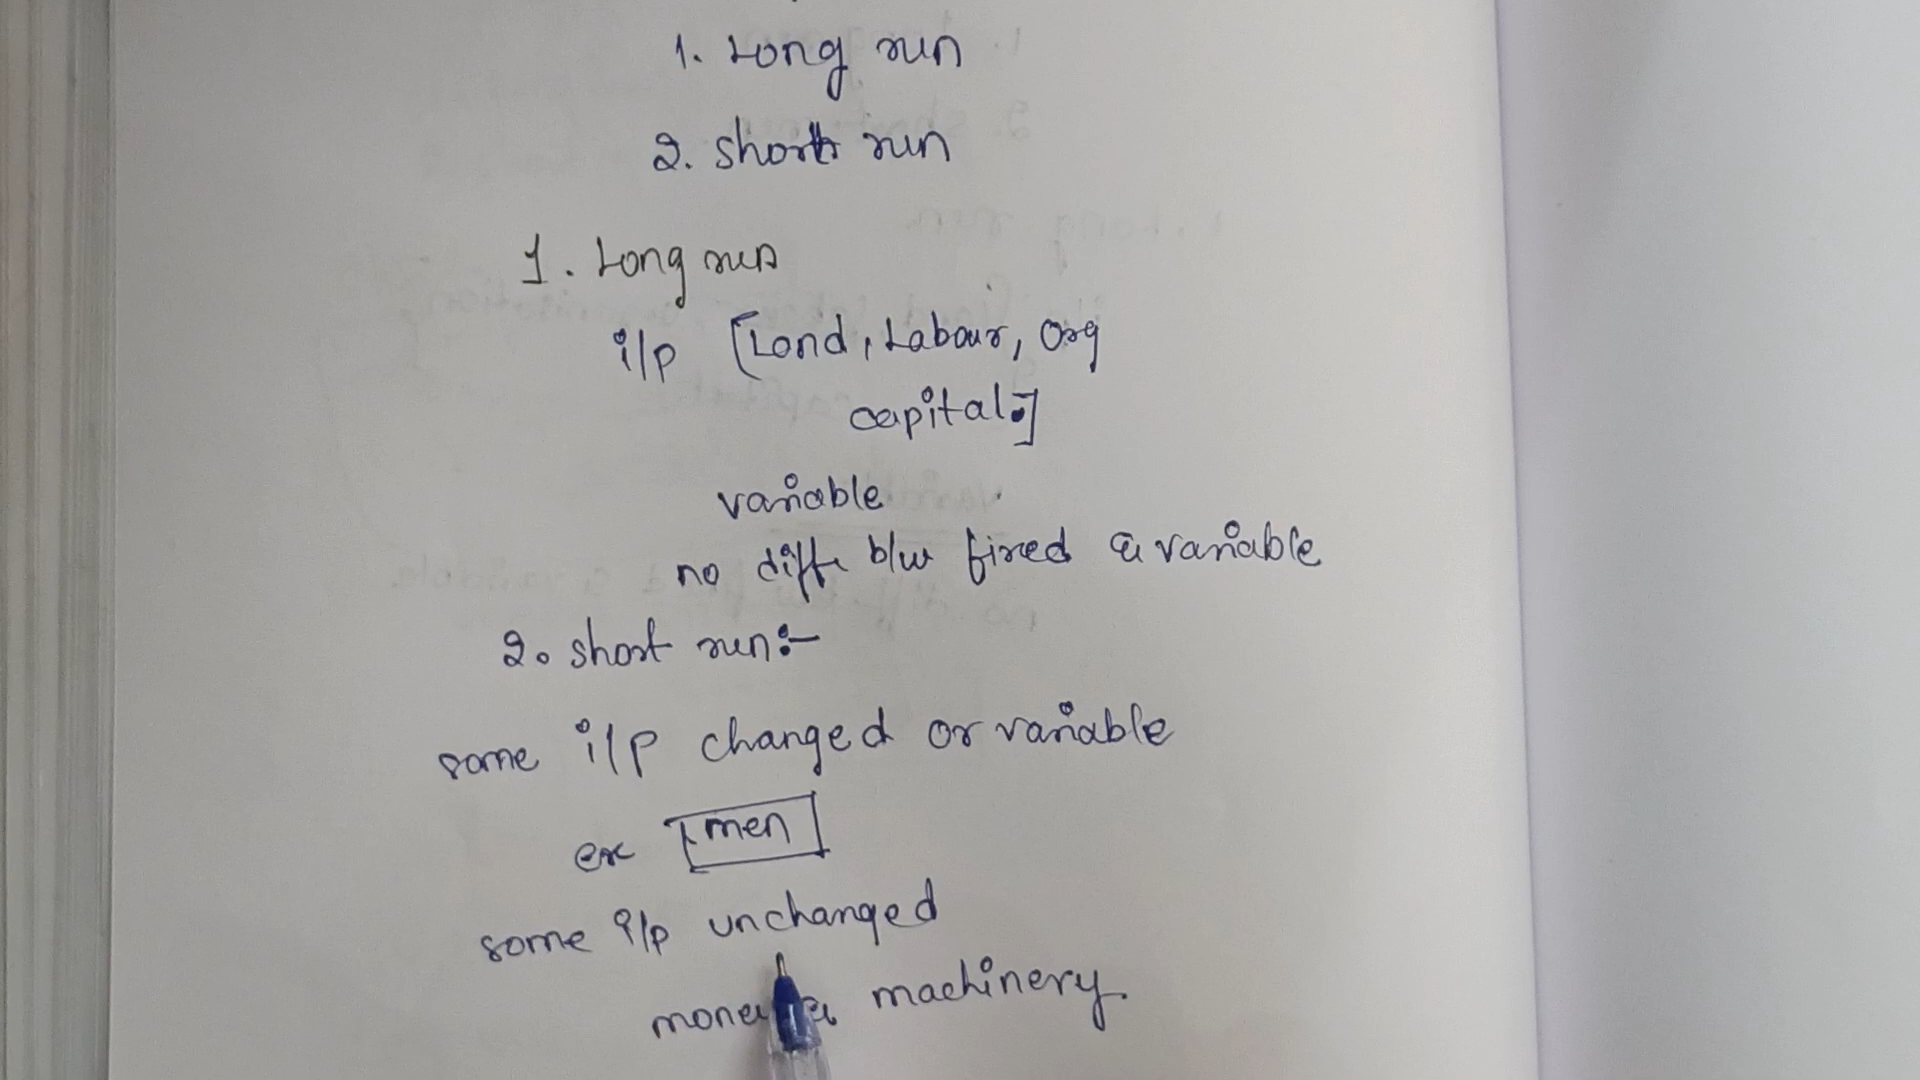 1. Long run
2. short run
1. Long run
i/p [Land, Labour, Org
capital:]
variable
no diff b/w fixed & variable
2. short run:-
some i/p changed or variable
ex [men]
some i/p unchanged
& machinery.